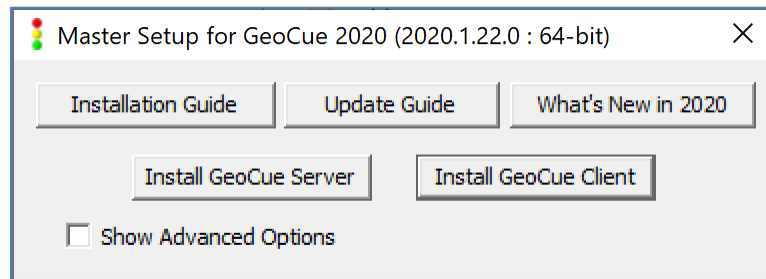 Master Setup for GeoCue 2020 (2020.1.22.0 : 64-bit)
Installation Guide
Update Guide
What's New in 2020
Install GeoCue Server
Install GeoCue Client
Show Advanced Options